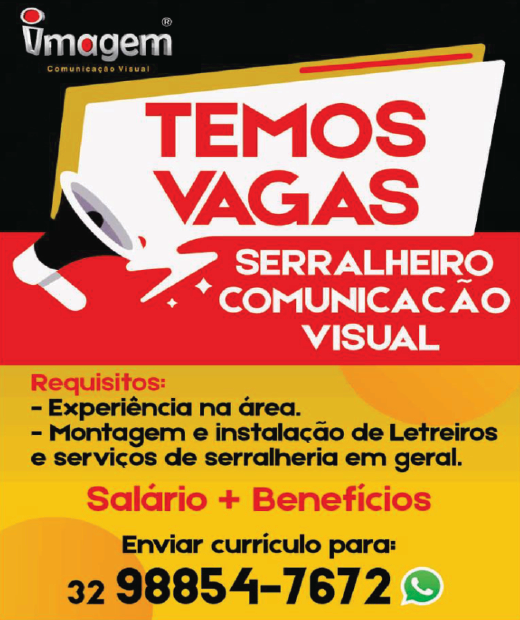 imagem®
Comunicação Visual
TEMOS
VAGAS
SERRALHEIRO
COMUNICACÃO
VISUAL
Requisitos:
- Experiência na área.
- Montagem e instalação de Letreiros
e serviços de serralheria em geral.
Salário + Benefícios
Enviar currículo para:
32 98854-7672